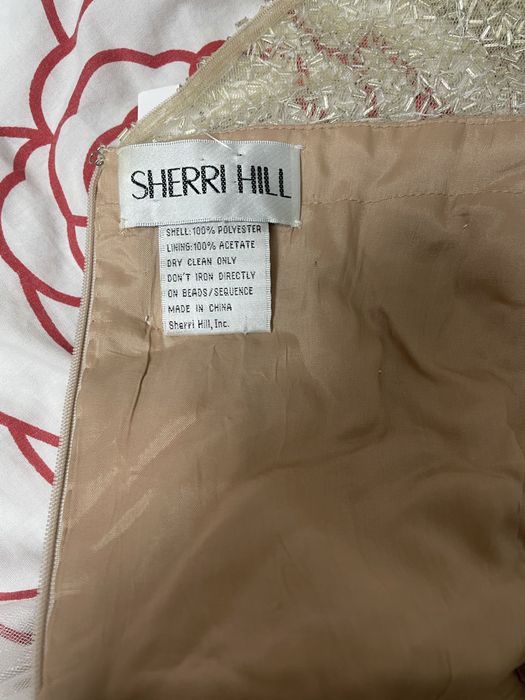 SHERRI HILL
SHELL: 100% POLYESTER
LINING: 100% ACETATE
DRY CLEAN ONLY
DON'T IRON DIRECTLY
ON BEADS/SEQUENCE
MADE IN CHINA
Sherri Hill, Inc.